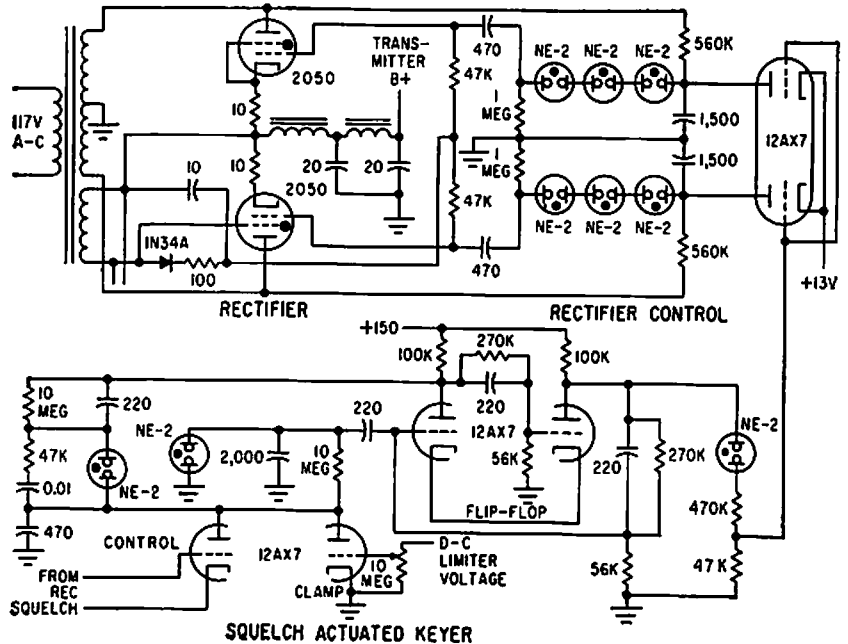 TRANS-
MITTER
B+
470
NE-2
NE-2
NE-2
560K
2050
47K
10
1
MEG
1,500
117V
A-C
12AX7
10
10
20
20
1
MEG
1,500
2050
47K
NE-2
NE-2
NE-2
1N34A
100
470
560K
+13V
RECTIFIER
RECTIFIER CONTROL
+150
270K
100K
100K
10
MEG
220
NE-2
220
220
12AX7
NE-2
47K
2,000
10
MEG
56K
220
270K
0.01
NE-2
FLIP-FLOP
470K
470
CONTROL
12AX7
D-C
LIMITER
VOLTAGE
10
MEG
56K
47K
FROM
REC
SQUELCH
CLAMP
SQUELCH ACTUATED KEYER